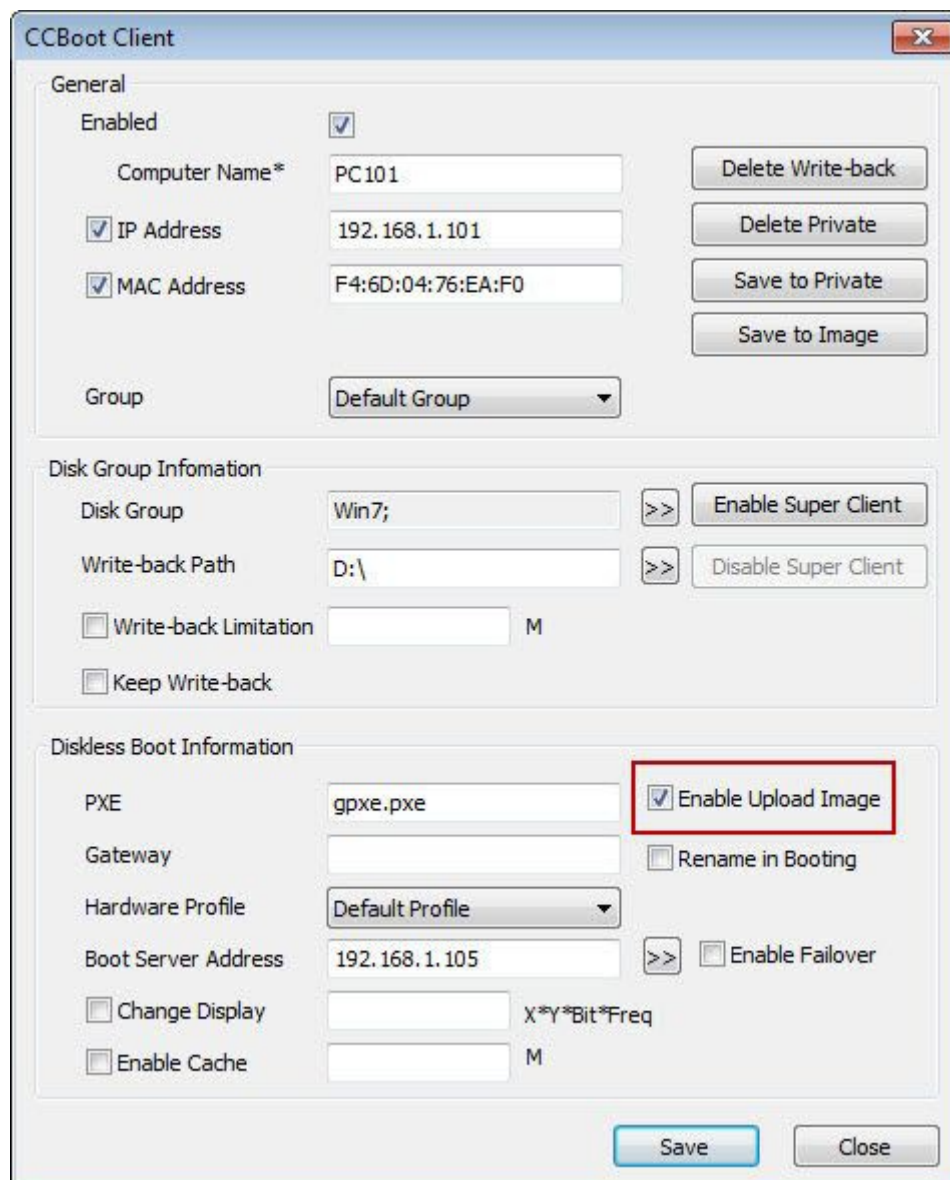 CCBoot Client
General
Enabled
Computer Name* PC101 Delete Write-back
IP Address 192.168.1.101 Delete Private
MAC Address F4:6D:04:76:EA:F0 Save to Private
Save to Image
Group Default Group
Disk Group Infomation
Disk Group Win7; >> Enable Super Client
Write-back Path D:\ >> Disable Super Client
Write-back Limitation M
Keep Write-back
Diskless Boot Information
PXE gpxe.pxe Enable Upload Image
Gateway Rename in Booting
Hardware Profile Default Profile
Boot Server Address 192.168.1.105 >> Enable Failover
Change Display X*Y*Bit*Freq
Enable Cache M
Save Close